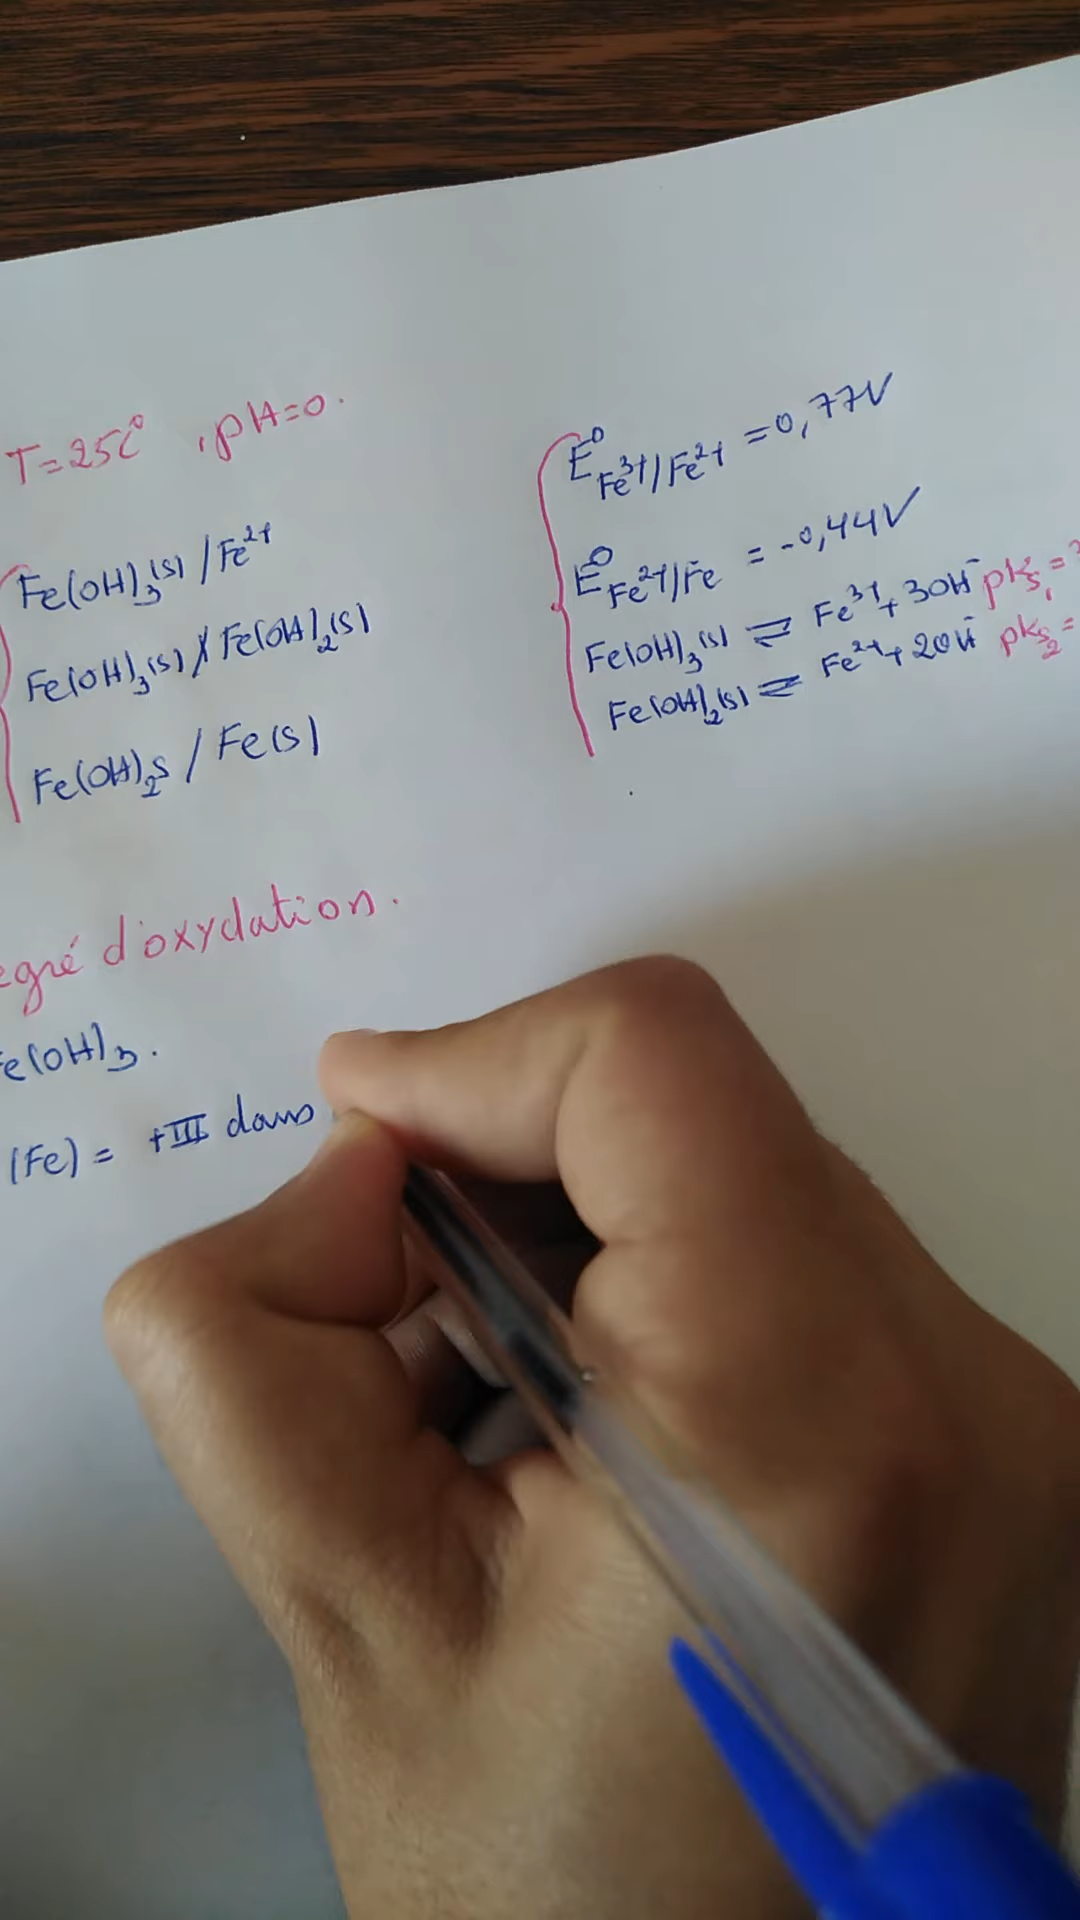 T=25C° , pH=0.
Fe(OH)₃(s) / Fe²⁺
Fe(OH)₃(s) / Fe(OH)₂(s)
Fe(OH)₂s / Fe(s)
E⁰Fe³⁺/Fe²⁺ = 0,77V
E⁰Fe²⁺/Fe = -0,44V
Fe(OH)₃(s) ⇌ Fe³⁺ + 3OH⁻ pKs₁ =
Fe(OH)₂(s) ⇌ Fe²⁺ + 2OH⁻ pKs₂ =
egré d'oxydation.
e(OH)₃.
(Fe) = +III dans